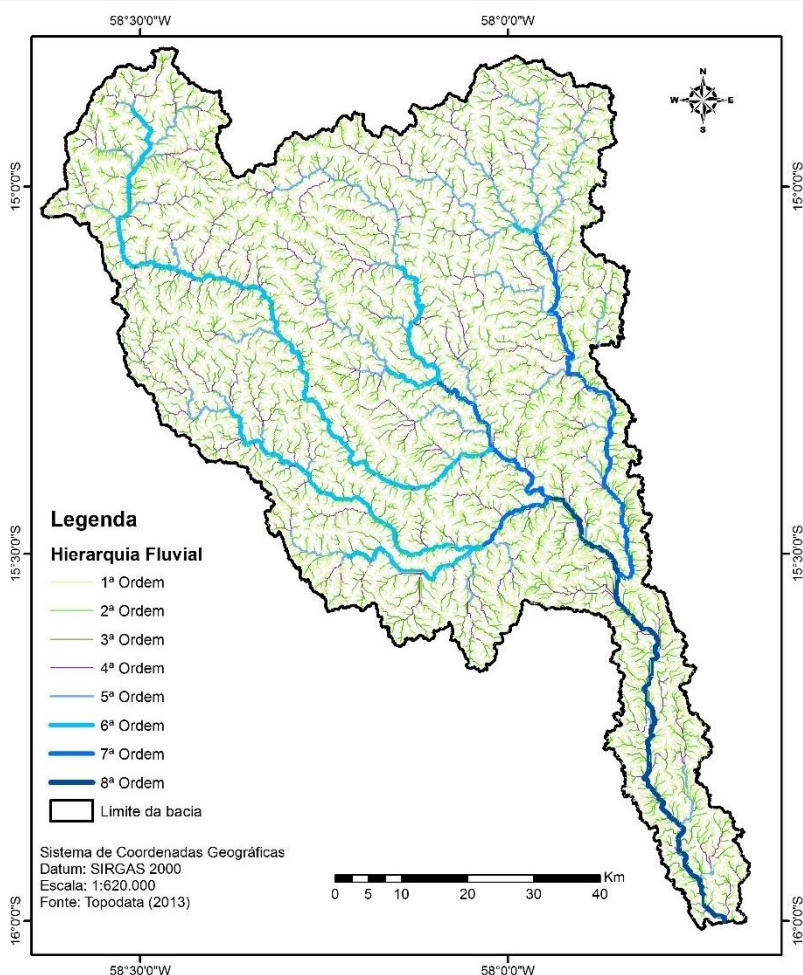 58°30'0"W
58°0'0"W
N
W
E
S
15°0'0"S
15°0'0"S
15°30'0"S
15°30'0"S
Legenda
Hierarquia Fluvial
1ª Ordem
2ª Ordem
3ª Ordem
4ª Ordem
5ª Ordem
6ª Ordem
7ª Ordem
8ª Ordem
Limite da bacia
Sistema de Coordenadas Geográficas
Datum: SIRGAS 2000
Escala: 1:620.000
Fonte: Topodata (2013)
Km
0 5 10 20 30 40
16°0'0"S
16°0'0"S
58°30'0"W
58°0'0"W